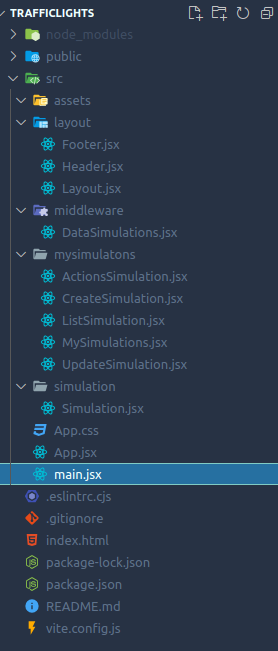 TRAFFICLIGHTS
node_modules
public
src
assets
layout
Footer.jsx
Header.jsx
Layout.jsx
middleware
DataSimulations.jsx
mysimulatons
ActionsSimulation.jsx
CreateSimulation.jsx
ListSimulation.jsx
MySimulations.jsx
UpdateSimulation.jsx
simulation
Simulation.jsx
App.css
App.jsx
main.jsx
.eslintrc.cjs
.gitignore
index.html
package-lock.json
package.json
README.md
vite.config.js